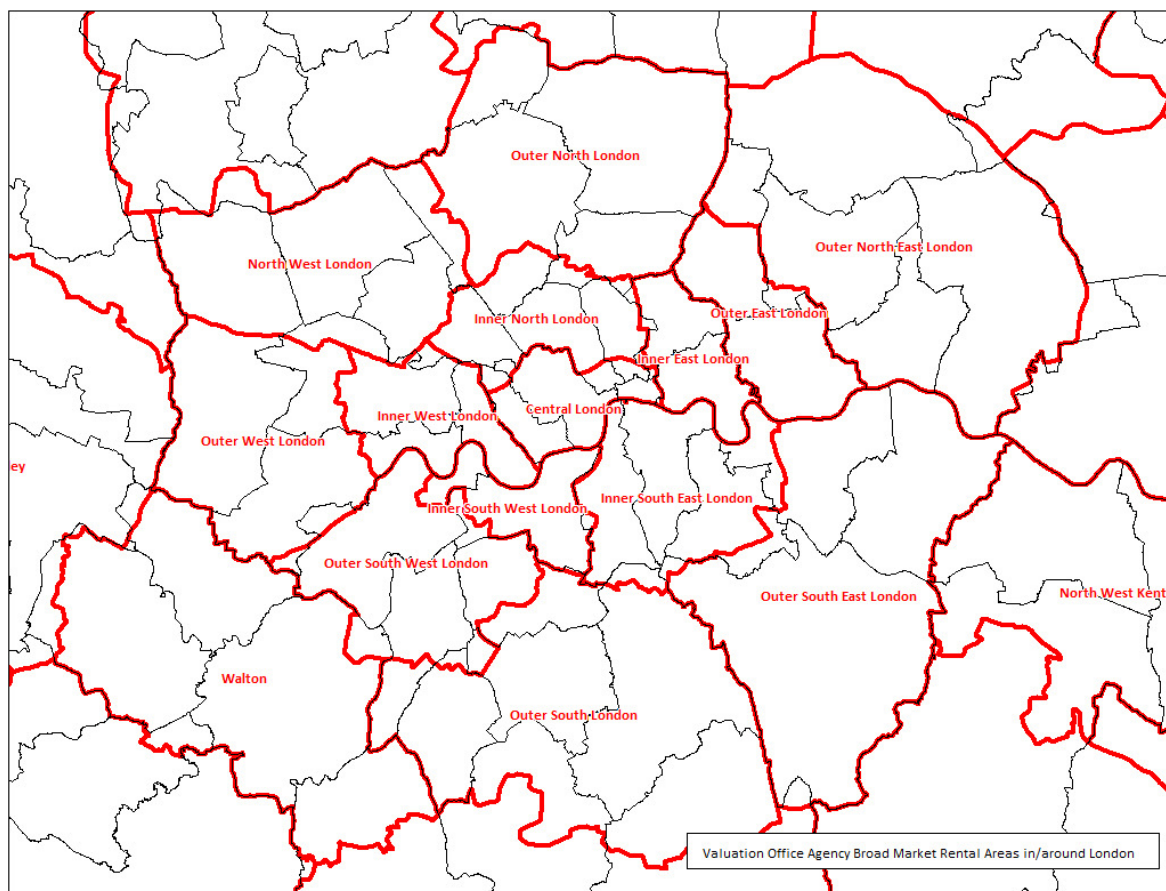 Outer North London
Outer North East London
North West London
Outer East London
Inner North London
Inner East London
Central London
Inner West London
Outer West London
ey
Inner South East London
Inner South West London
Outer South West London
Outer South East London
North West Kent
Walton
Outer South London
Valuation Office Agency Broad Market Rental Areas in/around London